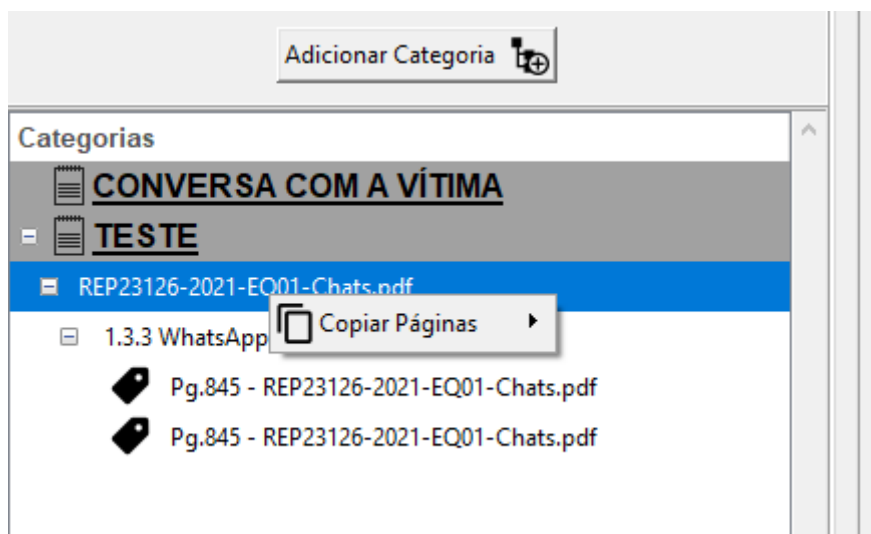 Adicionar Categoria
Categorias
CONVERSA COM A VÍTIMA
TESTE
REP23126-2021-EQ01-Chats.pdf
Copiar Páginas
1.3.3 WhatsApp
Pg.845 - REP23126-2021-EQ01-Chats.pdf
Pg.845 - REP23126-2021-EQ01-Chats.pdf